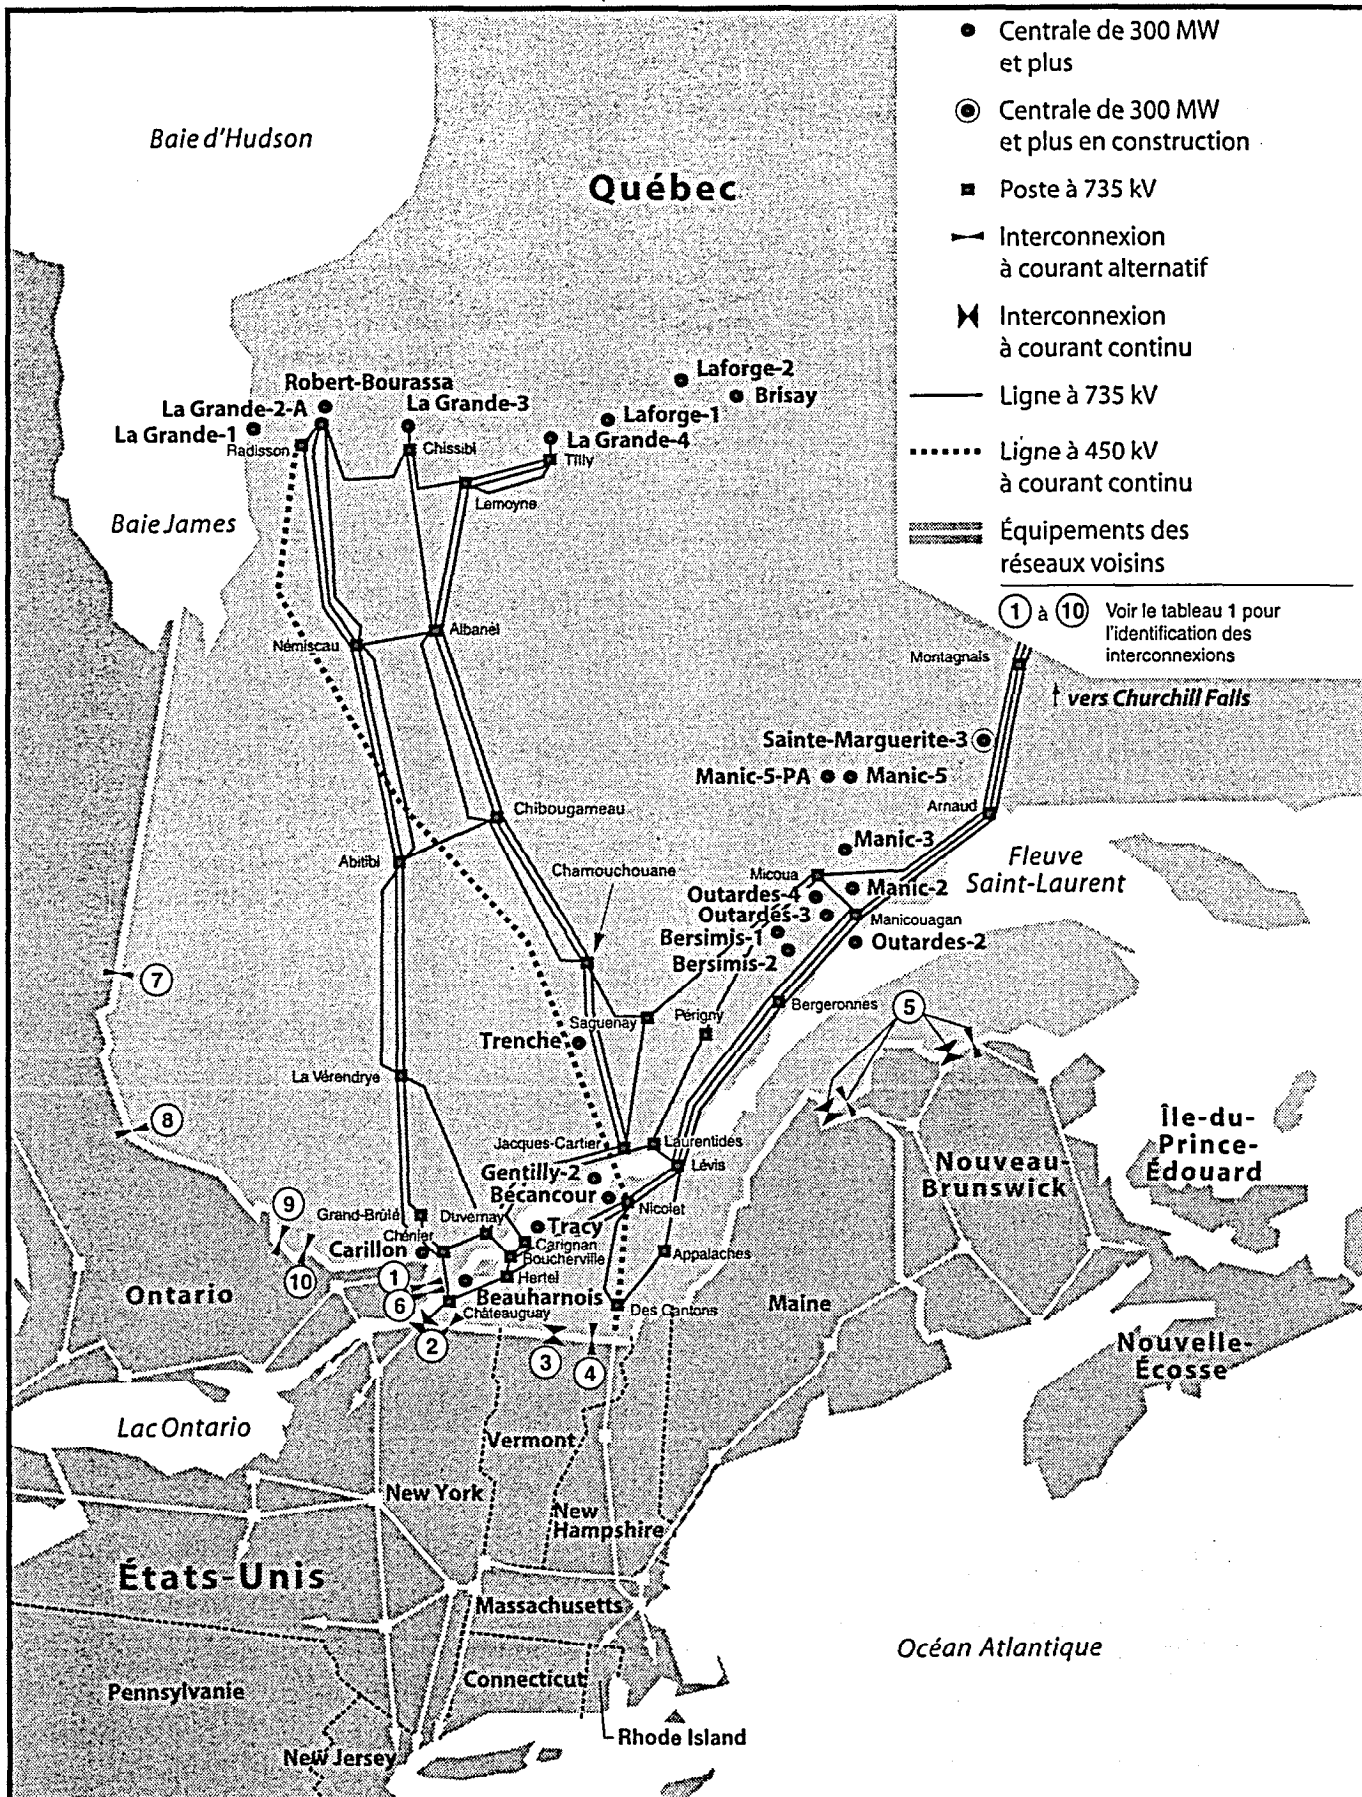 Centrale de 300 MW
et plus
Centrale de 300 MW
et plus en construction
Poste à 735 kV
Interconnexion
à courant alternatif
Interconnexion
à courant continu
Ligne à 735 kV
Ligne à 450 kV
à courant continu
Équipements des
réseaux voisins
1 à 10 Voir le tableau 1 pour
l'identification des
interconnexions
Baie d'Hudson
Québec
Robert-Bourassa
La Grande-2-A
La Grande-1
Radisson
La Grande-3
Chissibi
Laforge-2
Brisay
Laforge-1
La Grande-4
Tilly
Lemoyne
Baie James
Némiscau
Albanel
Montagnais
vers Churchill Falls
Sainte-Marguerite-3
Manic-5-PA
Manic-5
Arnaud
Chibougameau
Abitibi
Chamouchouane
Manic-3
Micoua
Manic-2
Outardes-4
Outardes-3
Manicouagan
Bersimis-1
Outardes-2
Bersimis-2
Fleuve
Saint-Laurent
7
Bergeronnes
5
Saguenay
Périgny
Trenche
La Vérendrye
8
Jacques-Cartier
Laurentides
Lévis
Gentilly-2
Bécancour
Nicolet
Île-du-
Prince-
Édouard
Nouveau-
Brunswick
9
Grand-Brûlé
Duvernay
Tracy
Chénier
Carignan
Carillon
Boucherville
Appalaches
10
1
Hertel
6
Beauharnois
Châteauguay
Des Cantons
Ontario
Maine
2
3
4
Nouvelle-
Écosse
Lac Ontario
Vermont
New York
New
Hampshire
États-Unis
Massachusetts
Océan Atlantique
Connecticut
Pennsylvanie
Rhode Island
New Jersey